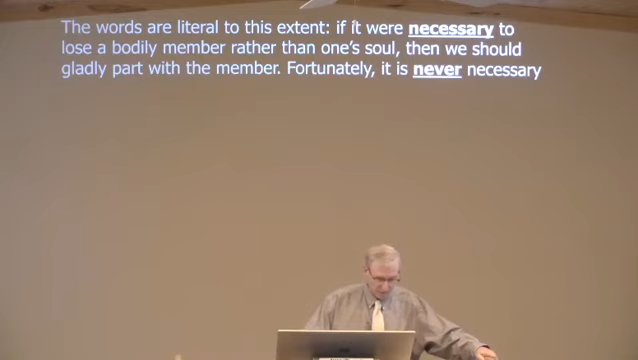 The words are literal to this extent: if it were necessary to
lose a bodily member rather than one's soul, then we should
gladly part with the member. Fortunately, it is never necessary